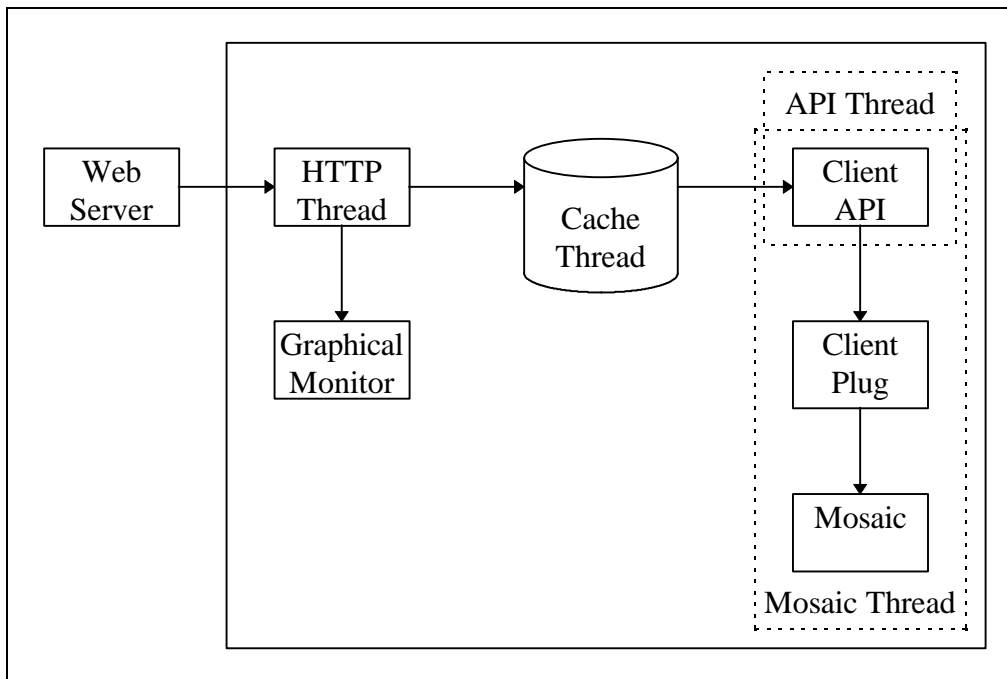 API Thread
Web
Server
HTTP
Thread
Cache
Thread
Client
API
Graphical
Monitor
Client
Plug
Mosaic
Mosaic Thread